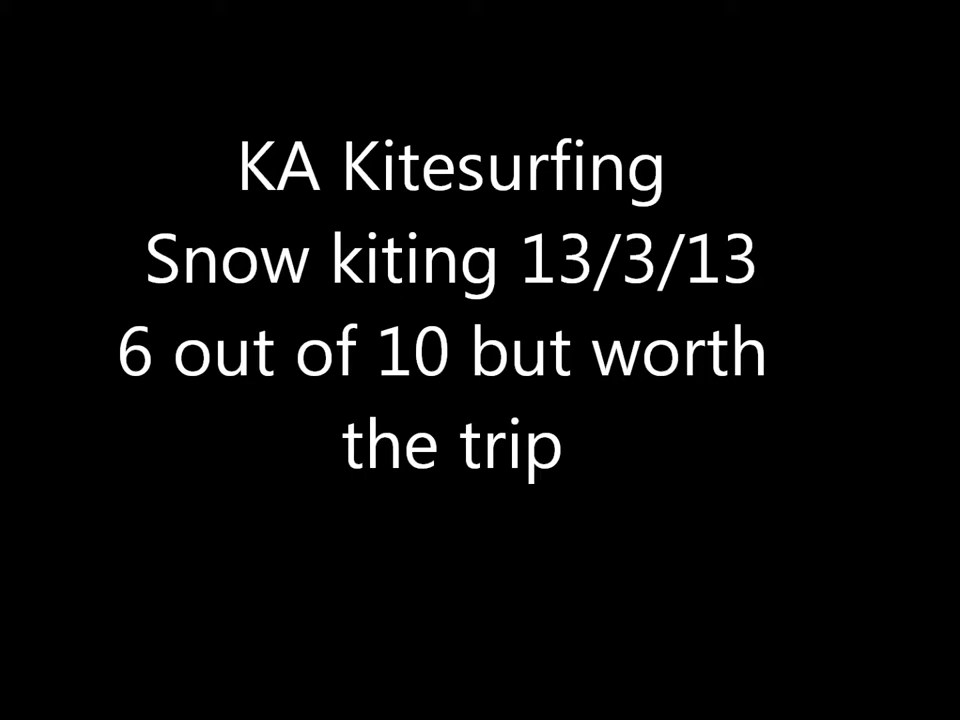 KA Kitesurfing
Snow kiting 13/3/13
6 out of 10 but worth
the trip